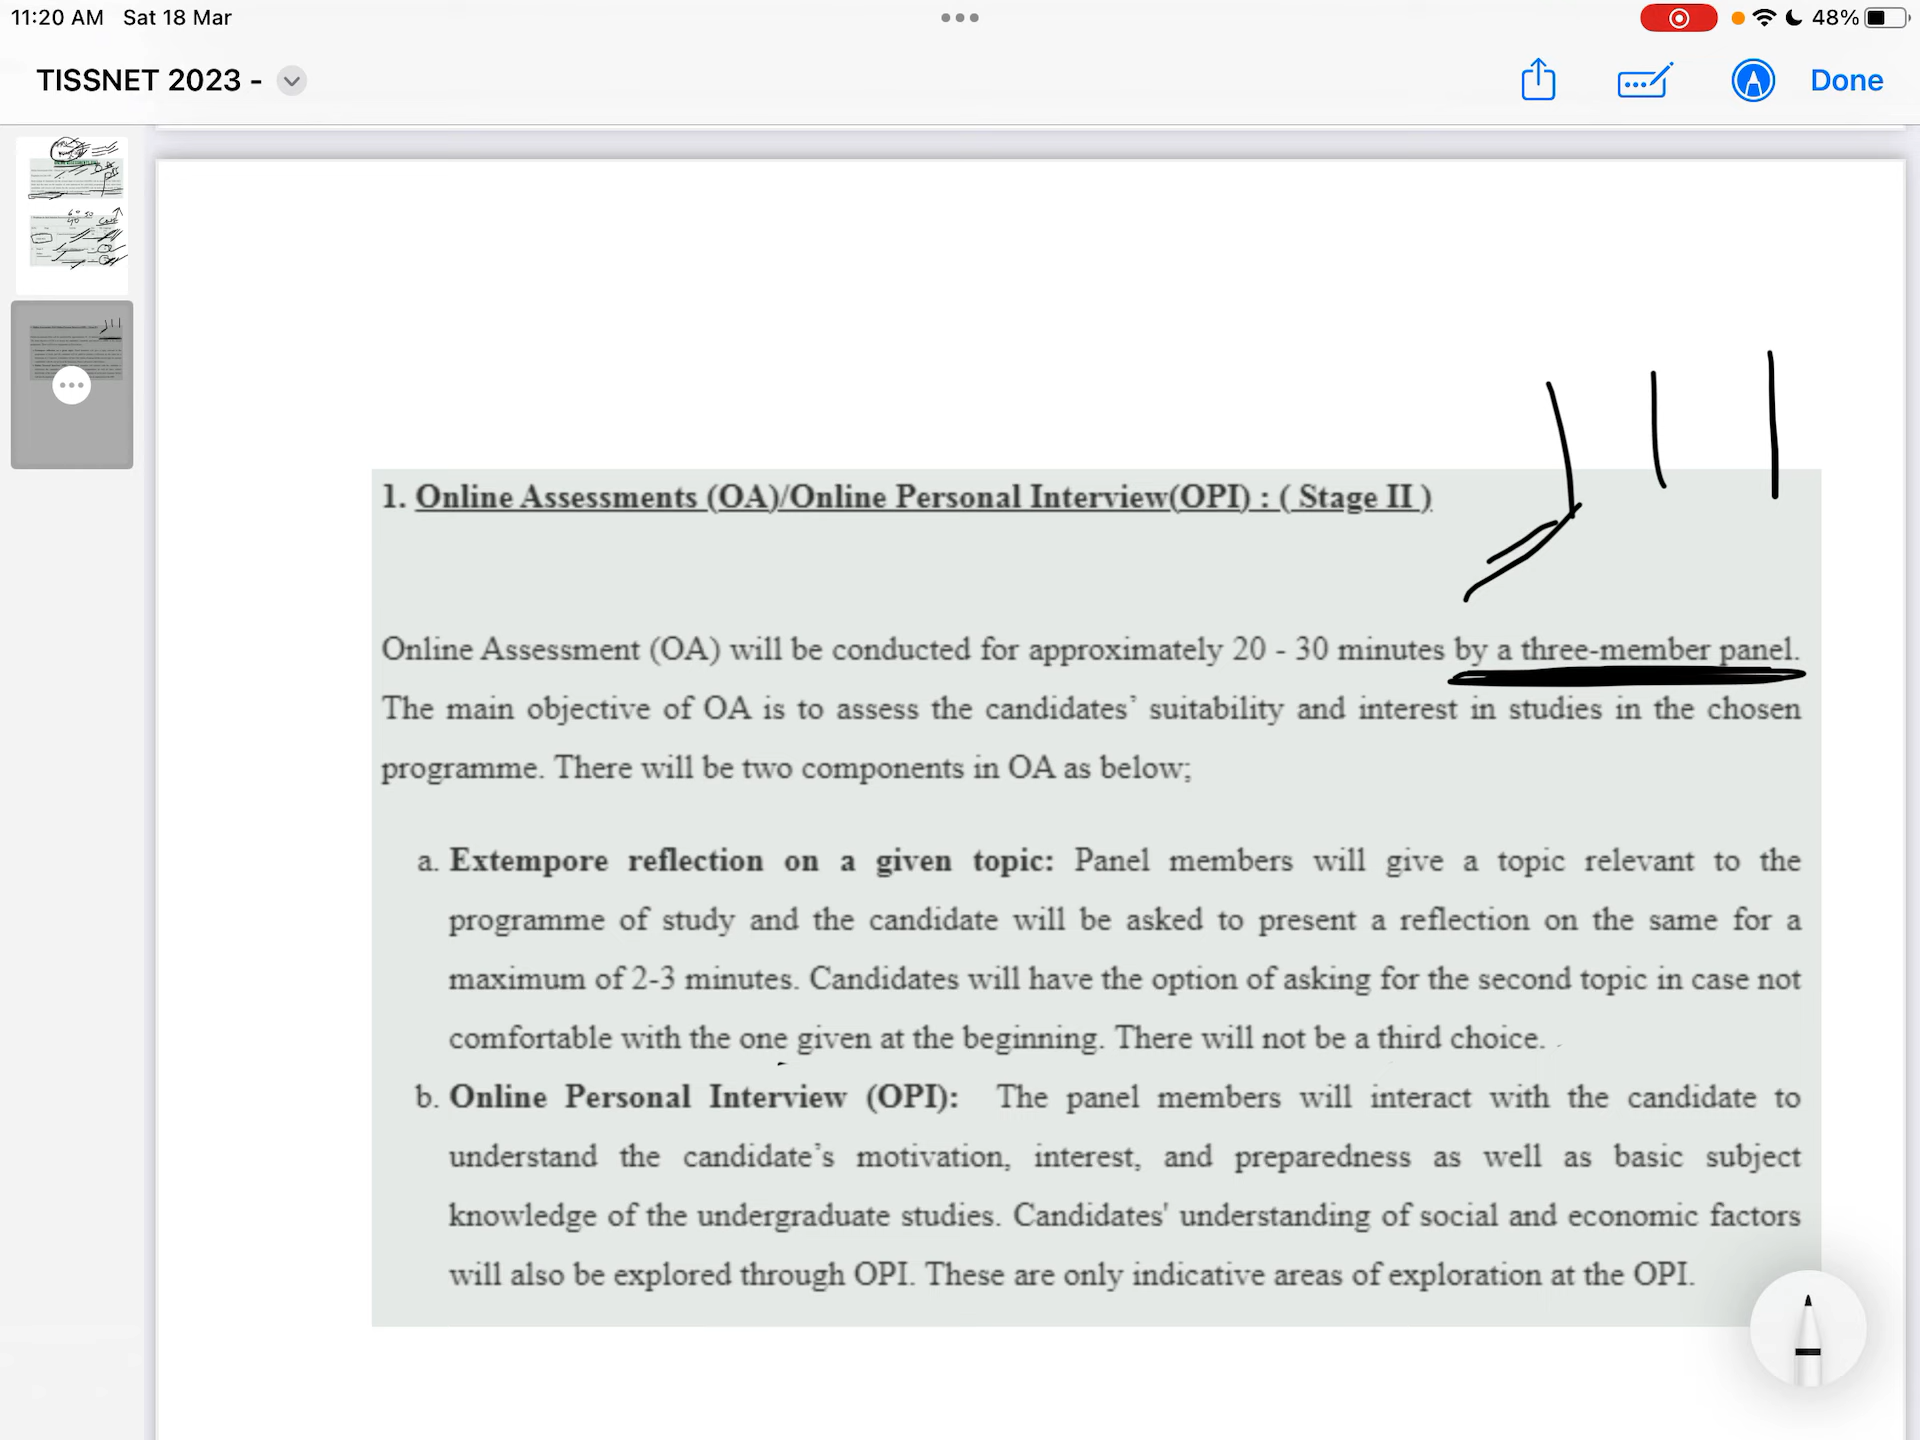 11:20 AM Sat 18 Mar
48%
TISSNET 2023 -
Done
1. Online Assessments (OA)/Online Personal Interview(OPI) : ( Stage II )
Online Assessment (OA) will be conducted for approximately 20 - 30 minutes by a three-member panel.
The main objective of OA is to assess the candidates' suitability and interest in studies in the chosen
programme. There will be two components in OA as below;
a. Extempore reflection on a given topic: Panel members will give a topic relevant to the
programme of study and the candidate will be asked to present a reflection on the same for a
maximum of 2-3 minutes. Candidates will have the option of asking for the second topic in case not
comfortable with the one given at the beginning. There will not be a third choice.
b. Online Personal Interview (OPI): The panel members will interact with the candidate to
understand the candidate's motivation, interest, and preparedness as well as basic subject
knowledge of the undergraduate studies. Candidates' understanding of social and economic factors
will also be explored through OPI. These are only indicative areas of exploration at the OPI.